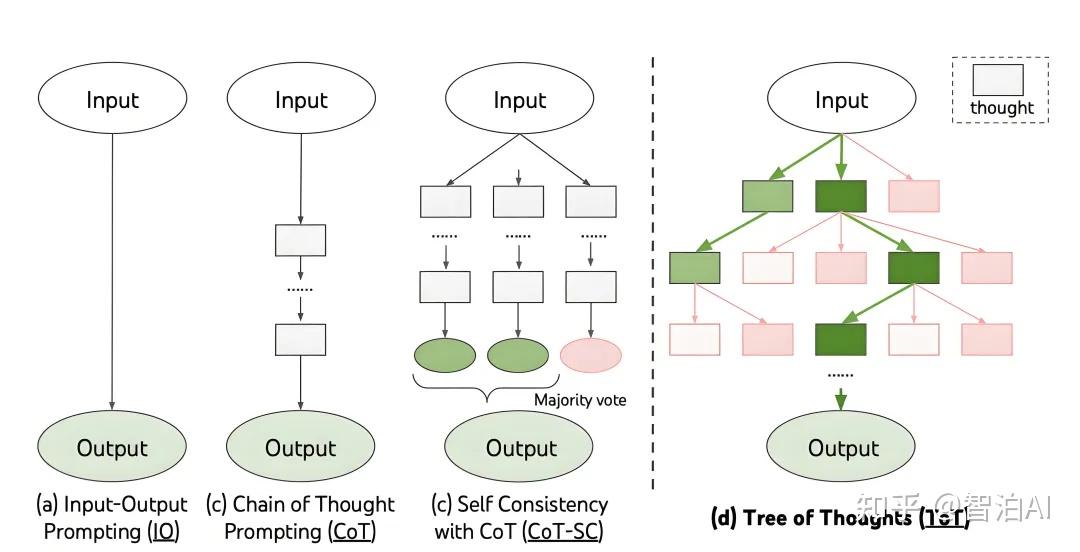 Input
Input
Input
Input
thought
......
......
......
......
......
Majority vote
Output
Output
Output
Output
(a) Input-Output
Prompting (IO)
(c) Chain of Thought
Prompting (CoT)
(c) Self Consistency
with CoT (CoT-SC)
(d) Tree of Thoughts (ToT)
知乎 @智泊AI